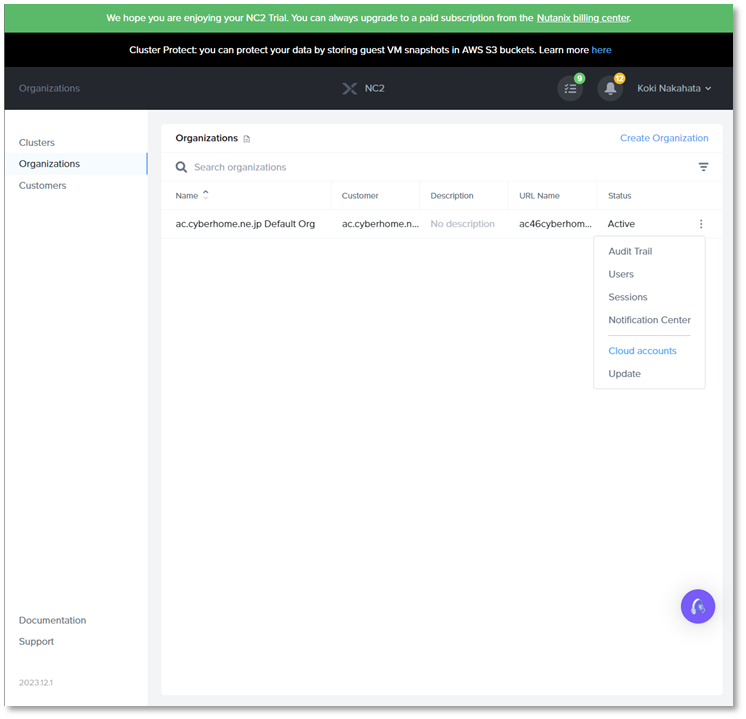 We hope you are enjoying your NC2 Trial. You can always upgrade to a paid subscription from the Nutanix billing center.
Cluster Protect: you can protect your data by storing guest VM snapshots in AWS S3 buckets. Learn more here
Organizations
NC2
9
12
Koki Nakahata
Clusters
Organizations
Customers
Organizations
Create Organization
Search organizations
Name Customer Description URL Name Status
ac.cyberhome.ne.jp Default Org ac.cyberhome.n... No description ac46cyberhom... Active
Audit Trail
Users
Sessions
Notification Center
Cloud accounts
Update
Documentation
Support
2023.12.1